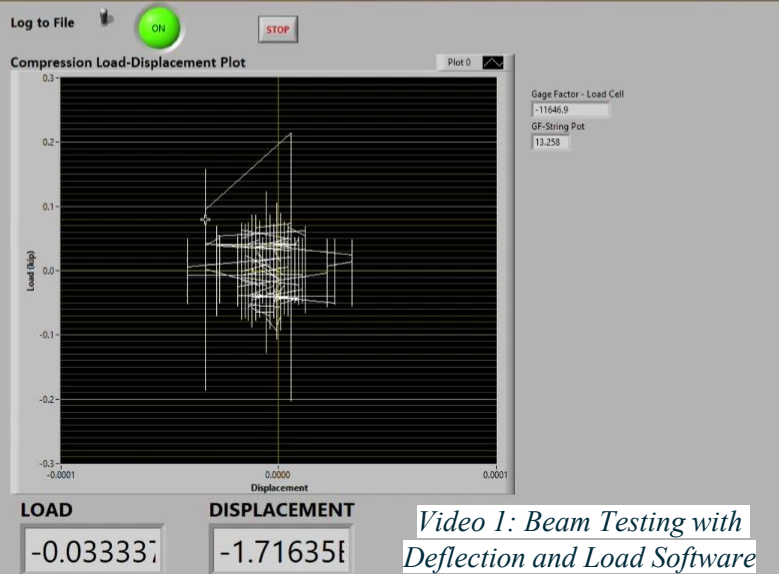 Log to File
ON
STOP
Compression Load-Displacement Plot
Plot 0
0.3
0.2
0.1
0.0
-0.1
-0.2
-0.3
Load (kip)
-0.0001
0.0000
0.0001
Displacement
Gage Factor - Load Cell
-11646.9
GF-String Pot
13.258
LOAD
-0.033337
DISPLACEMENT
-1.71635E
Video 1: Beam Testing with
Deflection and Load Software